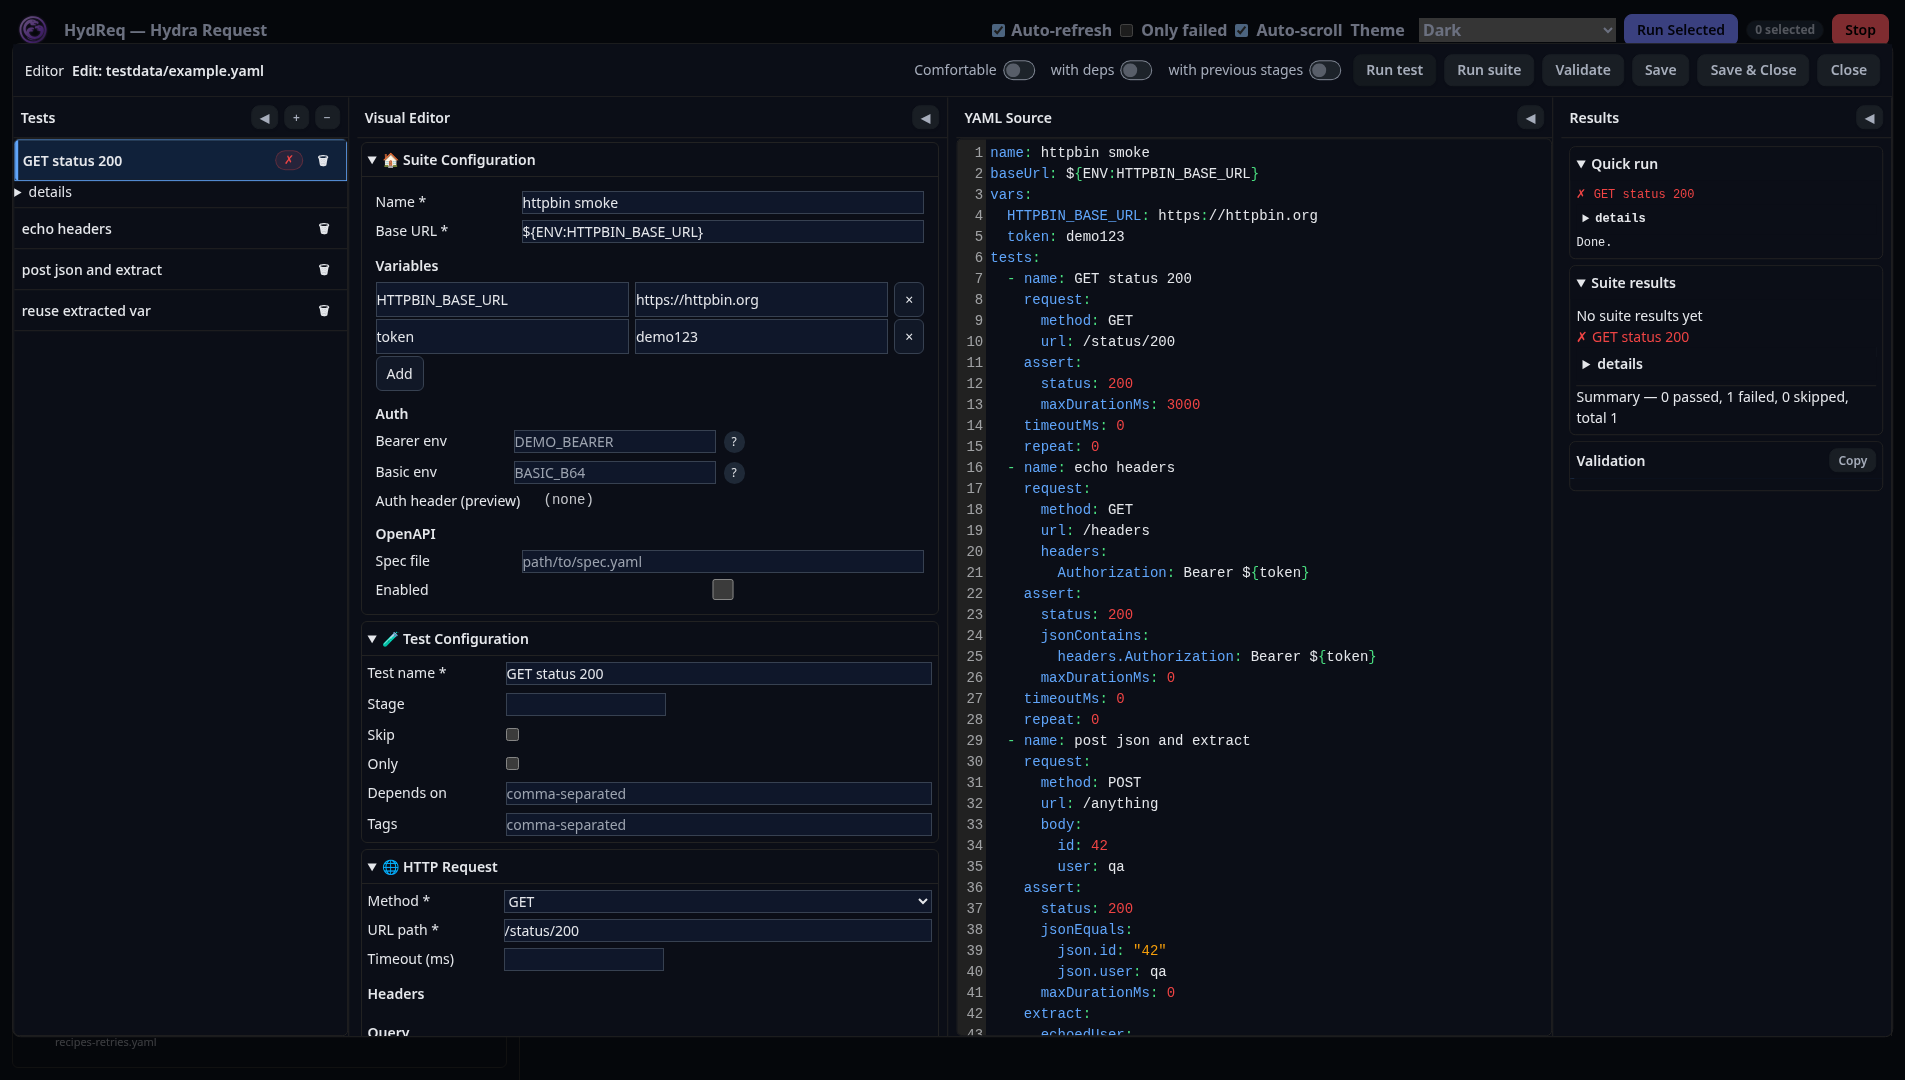 HydReq — Hydra Request
Auto-refresh Only failed Auto-scroll Theme Dark Run Selected 0 selected Stop
Editor Edit: testdata/example.yaml
Comfortable with deps with previous stages Run test Run suite Validate Save Save & Close Close
Tests ◀ + −
GET status 200 ✗
▶ details
echo headers
post json and extract
reuse extracted var
Visual Editor ◀
▼ 🏠 Suite Configuration
Name * httpbin smoke
Base URL * ${ENV:HTTPBIN_BASE_URL}
Variables
HTTPBIN_BASE_URL https://httpbin.org ×
token demo123 ×
Add
Auth
Bearer env DEMO_BEARER ?
Basic env BASIC_B64 ?
Auth header (preview) (none)
OpenAPI
Spec file path/to/spec.yaml
Enabled
▼ 🧪 Test Configuration
Test name * GET status 200
Stage
Skip
Only
Depends on comma-separated
Tags comma-separated
▼ 🌐 HTTP Request
Method * GET
URL path * /status/200
Timeout (ms)
Headers
Query
YAML Source ◀
1 name: httpbin smoke
2 baseUrl: ${ENV:HTTPBIN_BASE_URL}
3 vars:
4   HTTPBIN_BASE_URL: https://httpbin.org
5   token: demo123
6 tests:
7   - name: GET status 200
8     request:
9       method: GET
10       url: /status/200
11     assert:
12       status: 200
13       maxDurationMs: 3000
14     timeoutMs: 0
15     repeat: 0
16   - name: echo headers
17     request:
18       method: GET
19       url: /headers
20       headers:
21         Authorization: Bearer ${token}
22     assert:
23       status: 200
24       jsonContains:
25         headers.Authorization: Bearer ${token}
26       maxDurationMs: 0
27     timeoutMs: 0
28     repeat: 0
29   - name: post json and extract
30     request:
31       method: POST
32       url: /anything
33       body:
34         id: 42
35         user: qa
36     assert:
37       status: 200
38       jsonEquals:
39         json.id: "42"
40         json.user: qa
41       maxDurationMs: 0
42     extract:
43       echoedUser:
Results ◀
▼ Quick run
✗ GET status 200
▶ details
Done.
▼ Suite results
No suite results yet
✗ GET status 200
▶ details
Summary — 0 passed, 1 failed, 0 skipped,
total 1
Validation Copy
recipes-retries.yaml